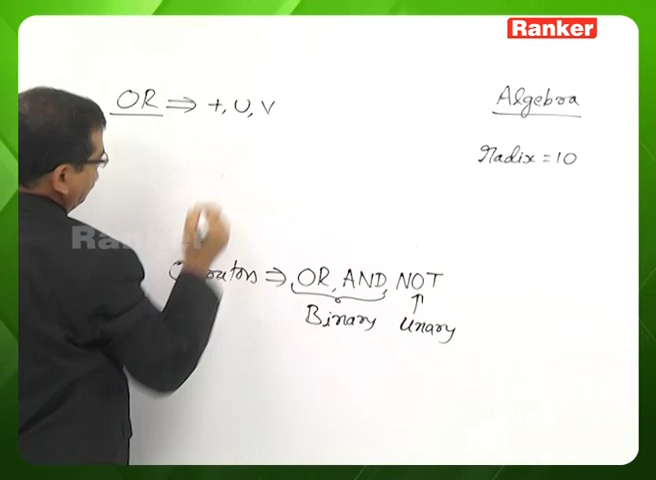 Ranker
OR ⇒ +, U, V
Algebra
Radix = 10
Ranker
⇒ OR, AND, NOT
Binary
Unary